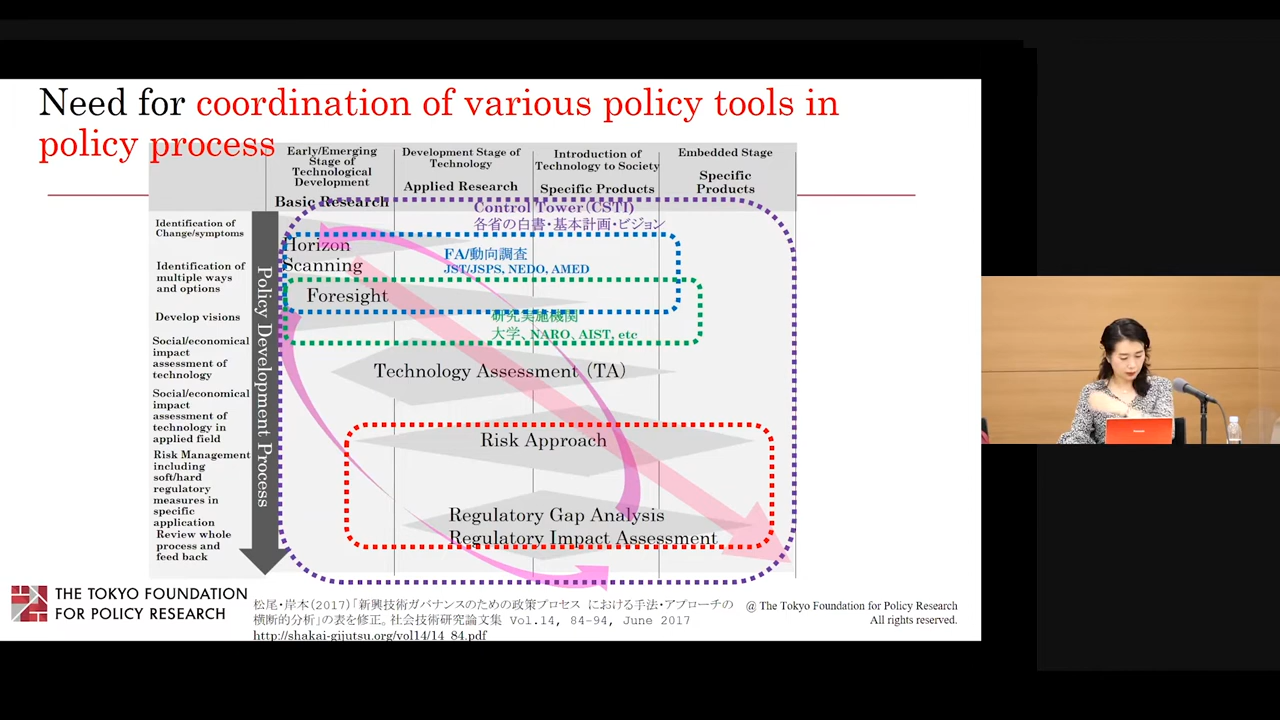 Need for coordination of various policy tools in
policy process
Early/Emerging
Stage of
Technological
Development
Basic Research
Development Stage of
Technology
Applied Research
Introduction of
Technology to Society
Specific Products
Embedded Stage
Specific
Products
Control Tower(CSTI)
各省の白書・基本計画・ビジョン
Identification of
Change/symptoms
Identification of
multiple ways
and options
Develop visions
Social/economical
impact
assessment of
technology
Social/economical
impact
assessment of
technology in
applied field
Risk Management
including
soft/hard
regulatory
measures in
specific
application
Review whole
process and
feed back
Policy Development Process
Horizon
Scanning
FA/動向調査
JST/JSPS, NEDO, AMED
Foresight
研究実施機関
大学、NARO, AIST, etc
Technology Assessment (TA)
Risk Approach
Regulatory Gap Analysis
Regulatory Impact Assessment
THE TOKYO FOUNDATION
FOR POLICY RESEARCH
松尾・岸本(2017)「新興技術ガバナンスのための政策プロセス における手法・アプローチの
横断的分析」の表を修正。社会技術研究論文集 Vol.14, 84-94, June 2017
http://shakai-gijutsu.org/vol14/14_84.pdf
@ The Tokyo Foundation for Policy Research
All rights reserved.